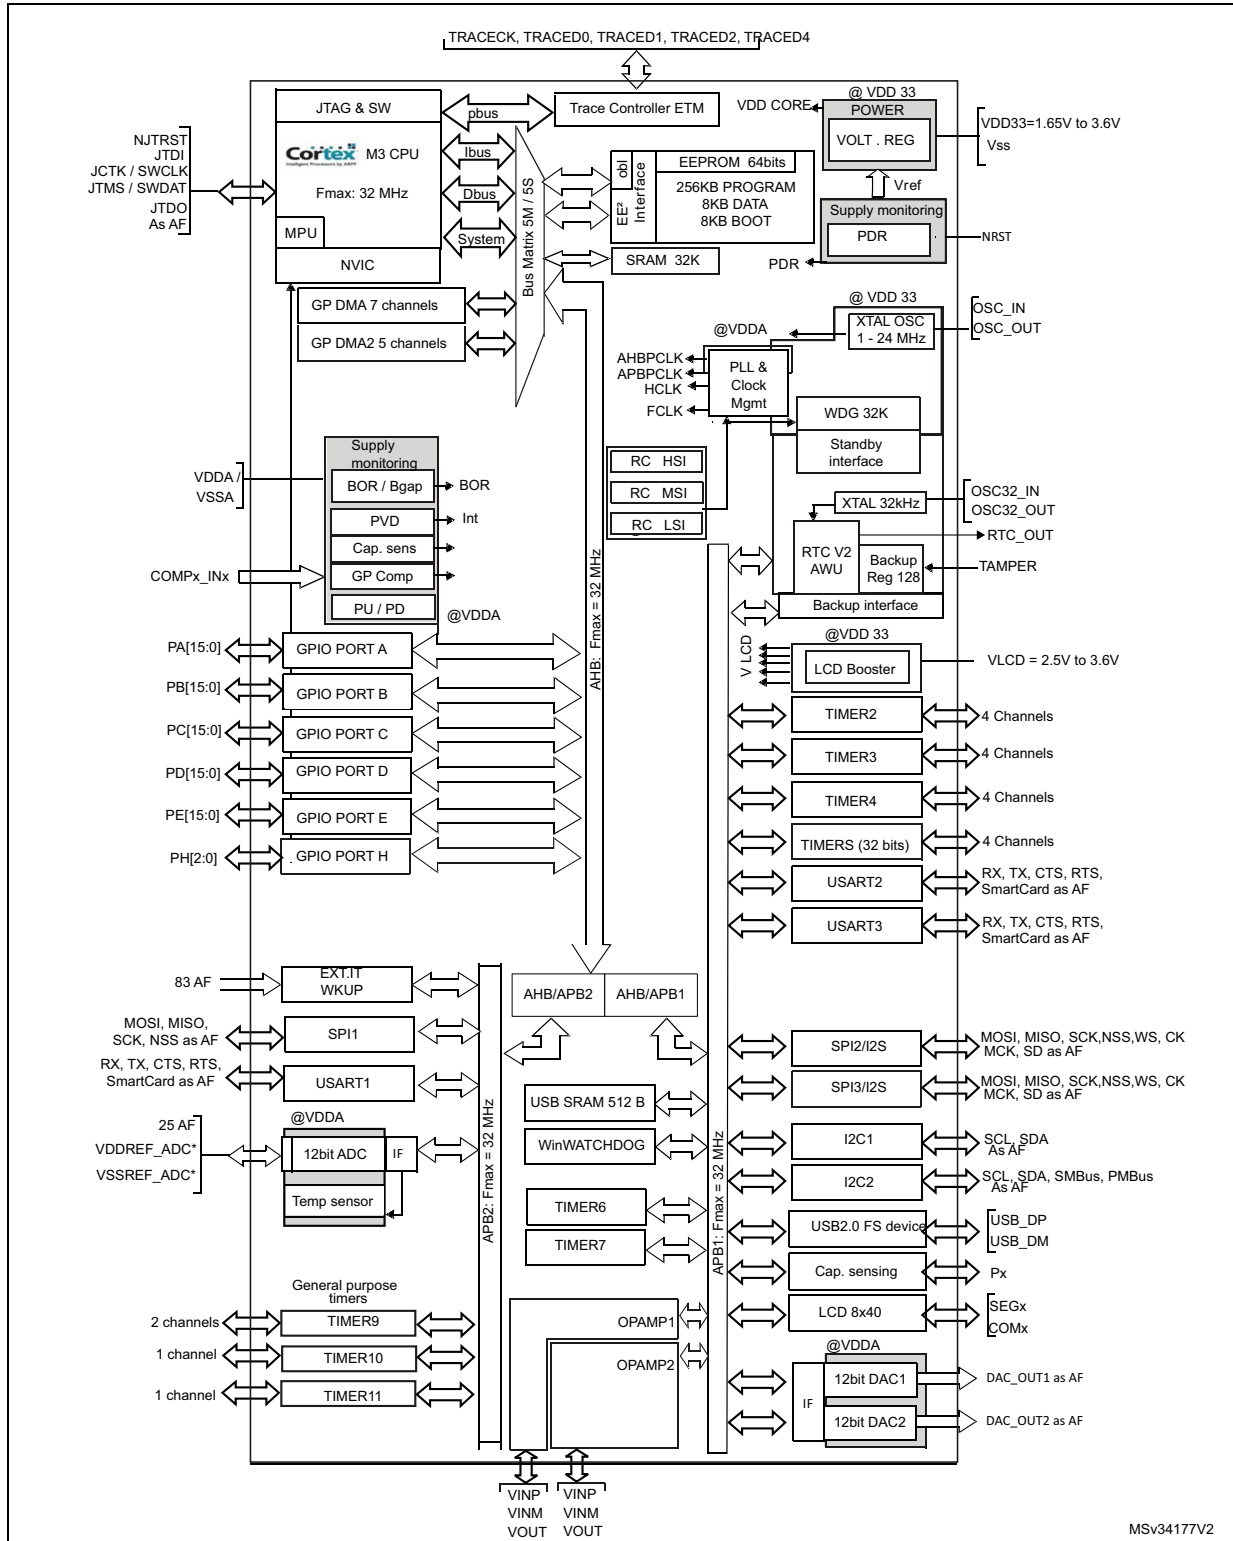 TRACECK, TRACED0, TRACED1, TRACED2, TRACED4
JTAG & SW
pbus
Trace Controller ETM
VDD CORE
@ VDD 33
POWER
VOLT . REG
VDD33=1.65V to 3.6V
Vss
NJTRST
JTDI
JCTK / SWCLK
JTMS / SWDAT
JTDO
As AF
Cortex
Intelligent Processors by ARM
M3 CPU
Fmax: 32 MHz
MPU
NVIC
Ibus
Dbus
System
Bus Matrix 5M / 5S
EE²
obl
Interface
EEPROM 64bits
256KB PROGRAM
8KB DATA
8KB BOOT
SRAM 32K
Vref
Supply monitoring
PDR
NRST
PDR
GP DMA 7 channels
GP DMA2 5 channels
@ VDD 33
XTAL OSC
1 - 24 MHz
OSC_IN
OSC_OUT
@VDDA
PLL &
Clock
Mgmt
AHBPCLK
APBPCLK
HCLK
FCLK
WDG 32K
Standby
interface
Supply
monitoring
VDDA /
VSSA
BOR / Bgap
BOR
PVD
Int
Cap. sens
COMPx_INx
GP Comp
PU / PD
@VDDA
RC HSI
RC MSI
RC LSI
XTAL 32kHz
OSC32_IN
OSC32_OUT
RTC V2
AWU
RTC_OUT
Backup
Reg 128
TAMPER
Backup interface
AHB: Fmax = 32 MHz
V LCD
@VDD 33
LCD Booster
VLCD = 2.5V to 3.6V
PA[15:0]
GPIO PORT A
PB[15:0]
GPIO PORT B
PC[15:0]
GPIO PORT C
PD[15:0]
GPIO PORT D
PE[15:0]
GPIO PORT E
PH[2:0]
GPIO PORT H
TIMER2
4 Channels
TIMER3
4 Channels
TIMER4
4 Channels
TIMERS (32 bits)
4 Channels
USART2
RX, TX, CTS, RTS,
SmartCard as AF
USART3
RX, TX, CTS, RTS,
SmartCard as AF
83 AF
EXT.IT
WKUP
AHB/APB2
AHB/APB1
MOSI, MISO,
SCK, NSS as AF
SPI1
RX, TX, CTS, RTS,
SmartCard as AF
USART1
@VDDA
25 AF
VDDREF_ADC*
VSSREF_ADC*
12bit ADC
IF
Temp sensor
APB2: Fmax = 32 MHz
USB SRAM 512 B
WinWATCHDOG
TIMER6
TIMER7
APB1: Fmax = 32 MHz
SPI2/I2S
MOSI, MISO, SCK,NSS,WS, CK
MCK, SD as AF
SPI3/I2S
MOSI, MISO, SCK,NSS,WS, CK
MCK, SD as AF
I2C1
SCL, SDA
As AF
I2C2
SCL, SDA, SMBus, PMBus
As AF
USB2.0 FS device
USB_DP
USB_DM
Cap. sensing
Px
LCD 8x40
SEGx
COMx
General purpose
timers
2 channels
TIMER9
1 channel
TIMER10
1 channel
TIMER11
OPAMP1
OPAMP2
@VDDA
IF
12bit DAC1
DAC_OUT1 as AF
12bit DAC2
DAC_OUT2 as AF
VINP
VINM
VOUT
VINP
VINM
VOUT
MSv34177V2